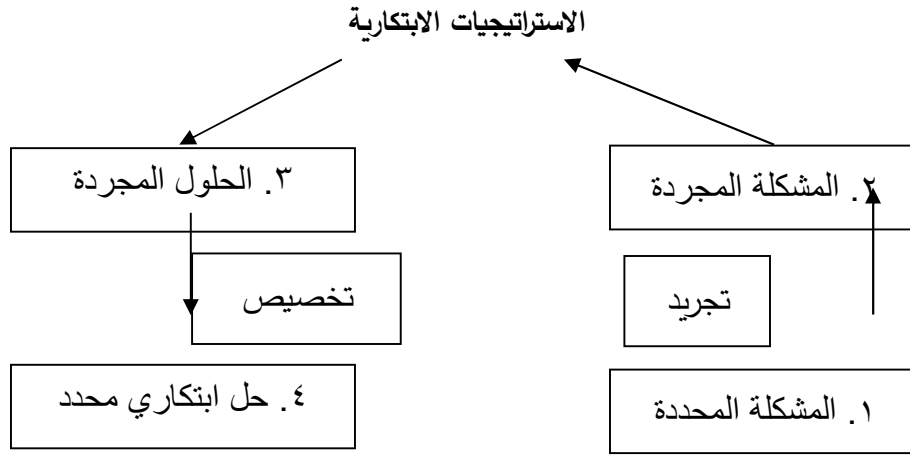 الاستراتيجيات الابتكارية
٢. المشكلة المجردة
٣. الحلول المجردة
تجريد
تخصيص
١. المشكلة المحددة
٤. حل ابتكاري محدد